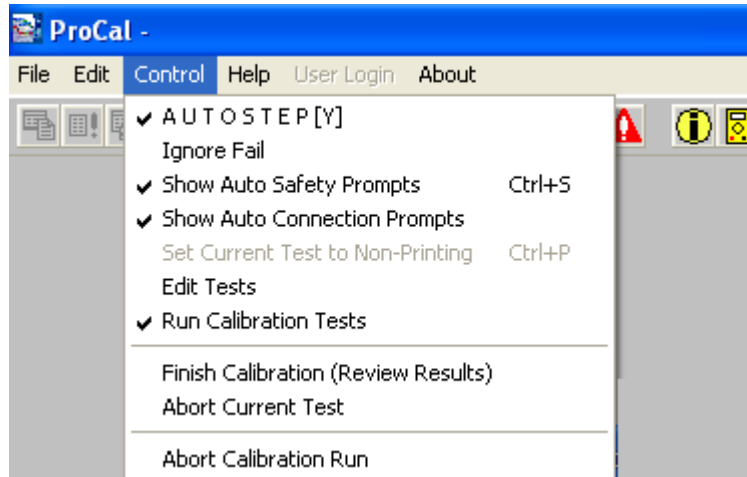 ProCal -
File Edit Control Help User Login About
A U T O S T E P [Y]
Ignore Fail
Show Auto Safety Prompts Ctrl+S
Show Auto Connection Prompts
Set Current Test to Non-Printing Ctrl+P
Edit Tests
Run Calibration Tests
Finish Calibration (Review Results)
Abort Current Test
Abort Calibration Run